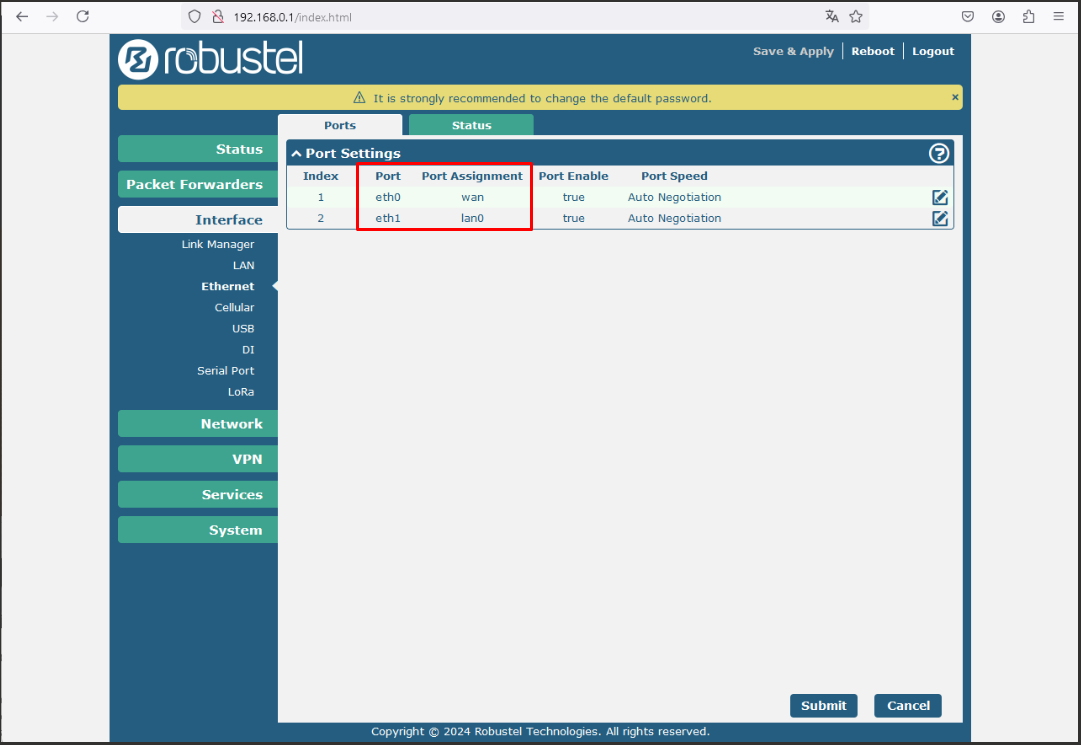 192.168.0.1/index.html
robustel
Save & Apply Reboot Logout
It is strongly recommended to change the default password. ×
Ports Status
Status
Packet Forwarders
Interface
Link Manager
LAN
Ethernet
Cellular
USB
DI
Serial Port
LoRa
Network
VPN
Services
System
Port Settings ?
Index Port Port Assignment Port Enable Port Speed
1 eth0 wan true Auto Negotiation
2 eth1 lan0 true Auto Negotiation
Submit Cancel
Copyright © 2024 Robustel Technologies. All rights reserved.